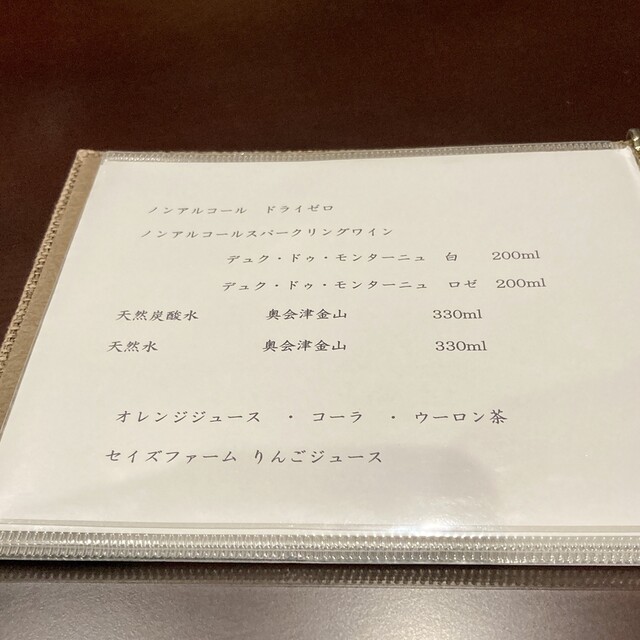 ノンアルコール　ドライゼロ
ノンアルコールスパークリングワイン
デュク・ドゥ・モンターニュ　白　200ml
デュク・ドゥ・モンターニュ　ロゼ　200ml
天然炭酸水　奥会津金山　330ml
天然水　奥会津金山　330ml
オレンジジュース　・　コーラ　・　ウーロン茶
セイズファーム りんごジュース